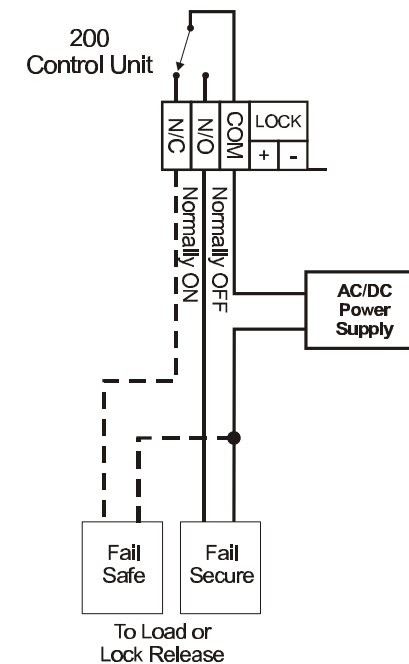 200
Control Unit
N/C
N/O
COM
LOCK
+ -
Normally ON
Normally OFF
AC/DC
Power
Supply
Fail
Safe
Fail
Secure
To Load or
Lock Release